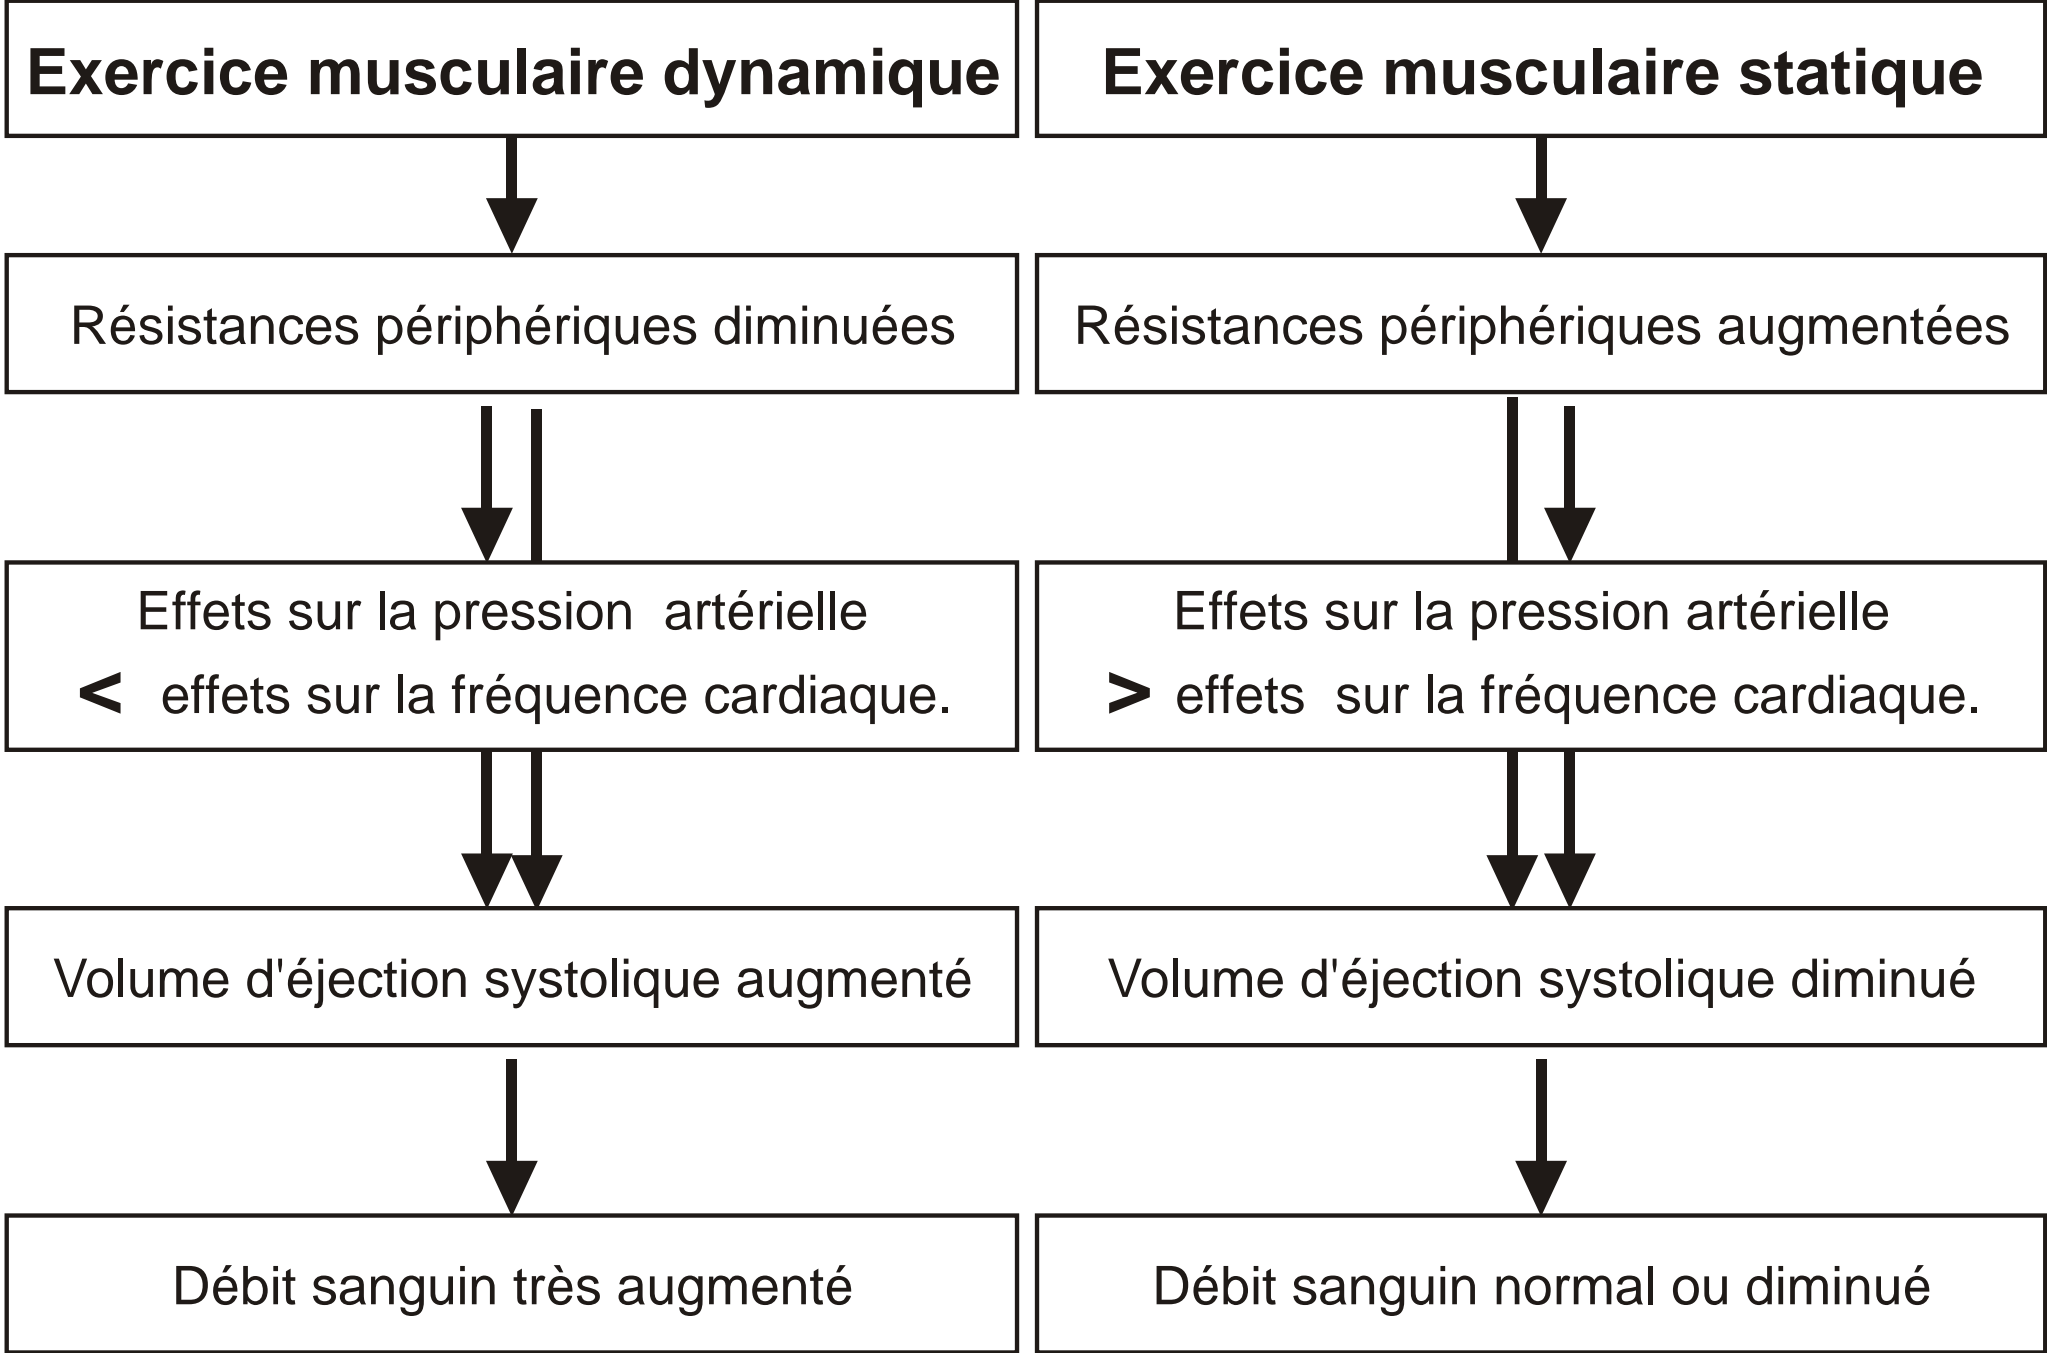 Exercice musculaire dynamique
Résistances périphériques diminuées
Effets sur la pression artérielle
< effets sur la fréquence cardiaque.
Volume d'éjection systolique augmenté
Débit sanguin très augmenté
Exercice musculaire statique
Résistances périphériques augmentées
Effets sur la pression artérielle
> effets sur la fréquence cardiaque.
Volume d'éjection systolique diminué
Débit sanguin normal ou diminué